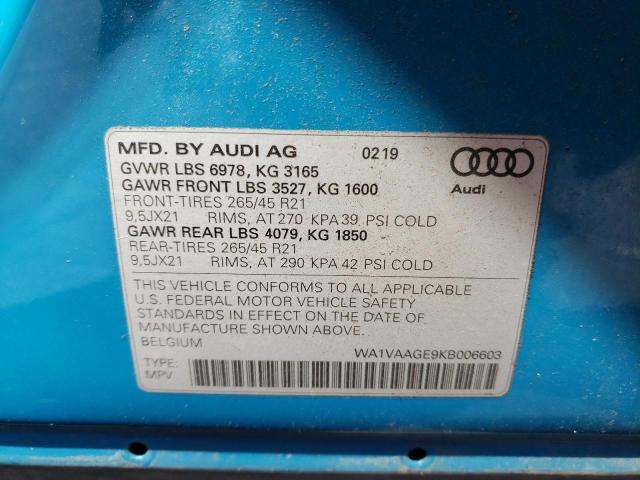 MFD. BY AUDI AG 0219
GVWR LBS 6978, KG 3165
GAWR FRONT LBS 3527, KG 1600
FRONT-TIRES 265/45 R21
9,5JX21 RIMS, AT 270 KPA 39 PSI COLD
GAWR REAR LBS 4079, KG 1850
REAR-TIRES 265/45 R21
9,5JX21 RIMS, AT 290 KPA 42 PSI COLD
Audi
THIS VEHICLE CONFORMS TO ALL APPLICABLE
U.S. FEDERAL MOTOR VEHICLE SAFETY
STANDARDS IN EFFECT ON THE DATE OF
MANUFACTURE SHOWN ABOVE.
BELGIUM
WA1VAAGE9KB006603
TYPE:
MPV